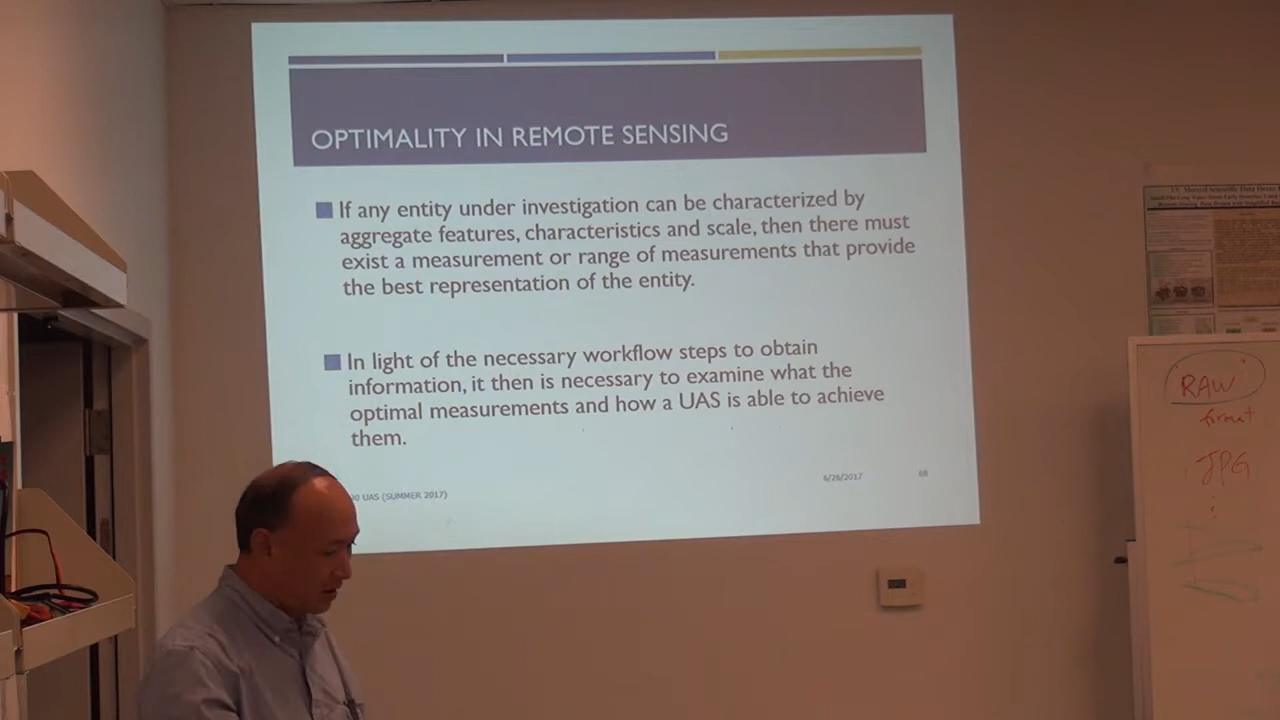 OPTIMALITY IN REMOTE SENSING
If any entity under investigation can be characterized by
aggregate features, characteristics and scale, then there must
exist a measurement or range of measurements that provide
the best representation of the entity.
In light of the necessary workflow steps to obtain
information, it then is necessary to examine what the
optimal measurements and how a UAS is able to achieve
them.
UAS (SUMMER 2017)
6/26/2017
68
RAW
format
JPG